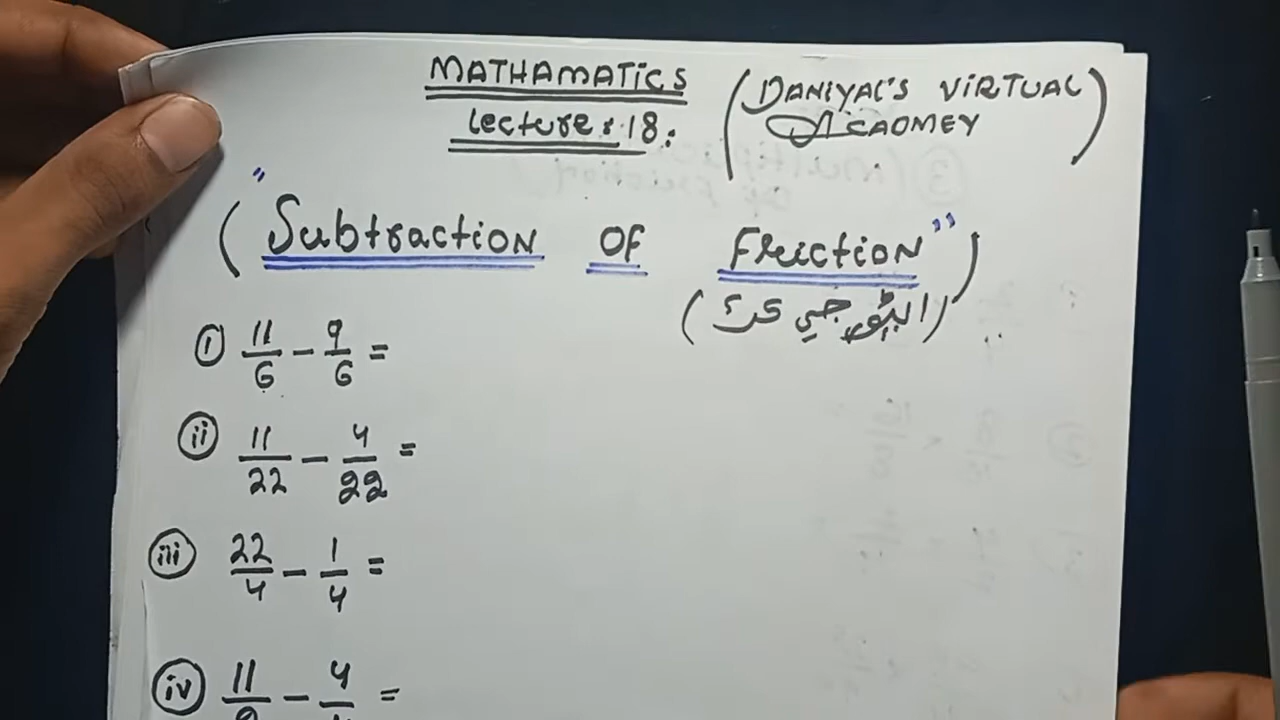 MATHAMATICS
Lecture: 18:
(DANIYAL'S VIRTUAL
ACADMEY)
("Subtraction OF Friction")
i 11/6 - 9/6 =
ii 11/22 - 4/22 =
iii 22/4 - 1/4 =
iv 11 - 4 =